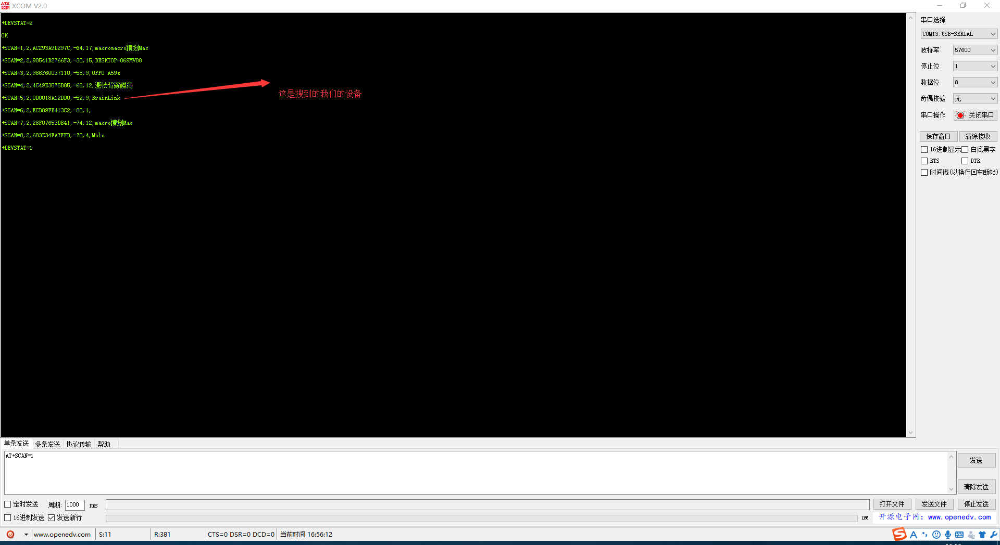 XCOM V2.0
+DEVSTAT=2
OK
+SCAN=1,2,AC293A9D297C,-64,17,macromacro鐨刴Mac
+SCAN=2,2,98541B2766F3,-30,15,DESKTOP-069MV88
+SCAN=3,2,986F60037110,-58,9,OPPO A59s
+SCAN=4,2,4C49E3575B85,-68,12,
+SCAN=5,2,0D0018A12DD0,-52,9,BrainLink
这是搜到的我们的设备
+SCAN=6,2,ECD09FB413C2,-80,1,
+SCAN=7,2,28F07653DB41,-74,12,macro鐨刴Mac
+SCAN=8,2,683E34FA7FFD,-70,4,Mola
+DEVSTAT=1
串口选择
COM13:USB-SERIAL
波特率 57600
停止位 1
数据位 8
奇偶校验 无
串口操作 关闭串口
保存窗口 清除接收
16进制显示 白底黑字
RTS DTR
时间戳(以换行回车断帧)
单条发送 多条发送 协议传输 帮助
AT+SCAN=1
发送
清除发送
定时发送 周期: 1000 ms
打开文件 发送文件 停止发送
16进制发送 发送新行
0% 开源电子网：www.openedv.com
www.openedv.com S:11 R:381 CTS=0 DSR=0 DCD=0 当前时间 16:56:12